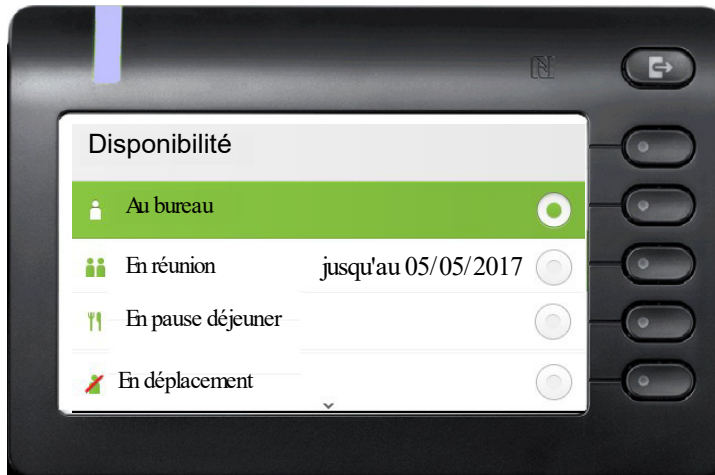 Disponibilité
Au bureau
En réunion jusqu'au 05/05/2017
En pause déjeuner
En déplacement